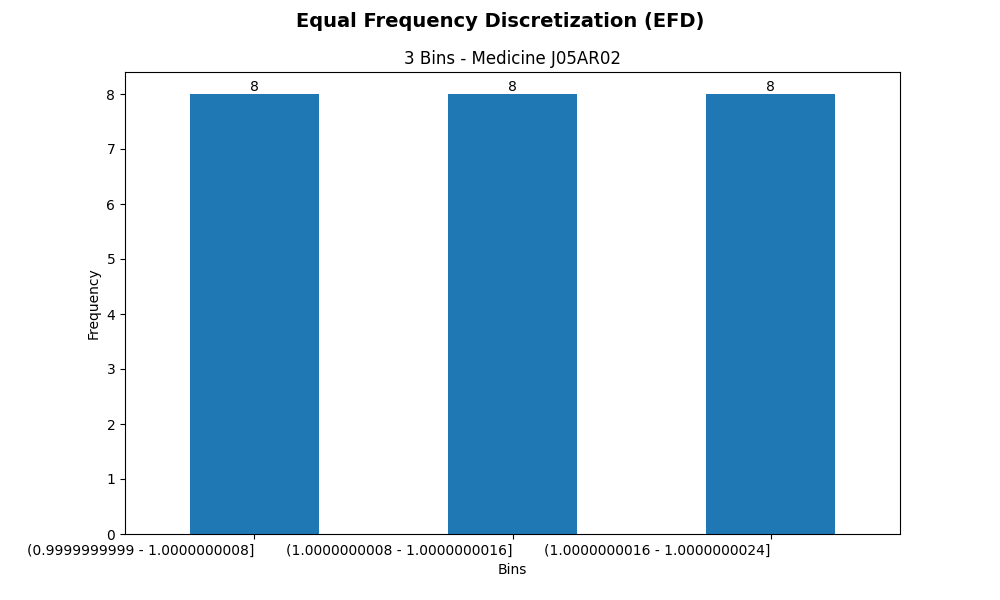 Equal Frequency Discretization (EFD)
3 Bins - Medicine J05AR02
8 8 8
8
7
6
5
4
3
2
1
0
Frequency
(0.9999999999 - 1.0000000008] (1.0000000008 - 1.0000000016] (1.0000000016 - 1.0000000024]
Bins